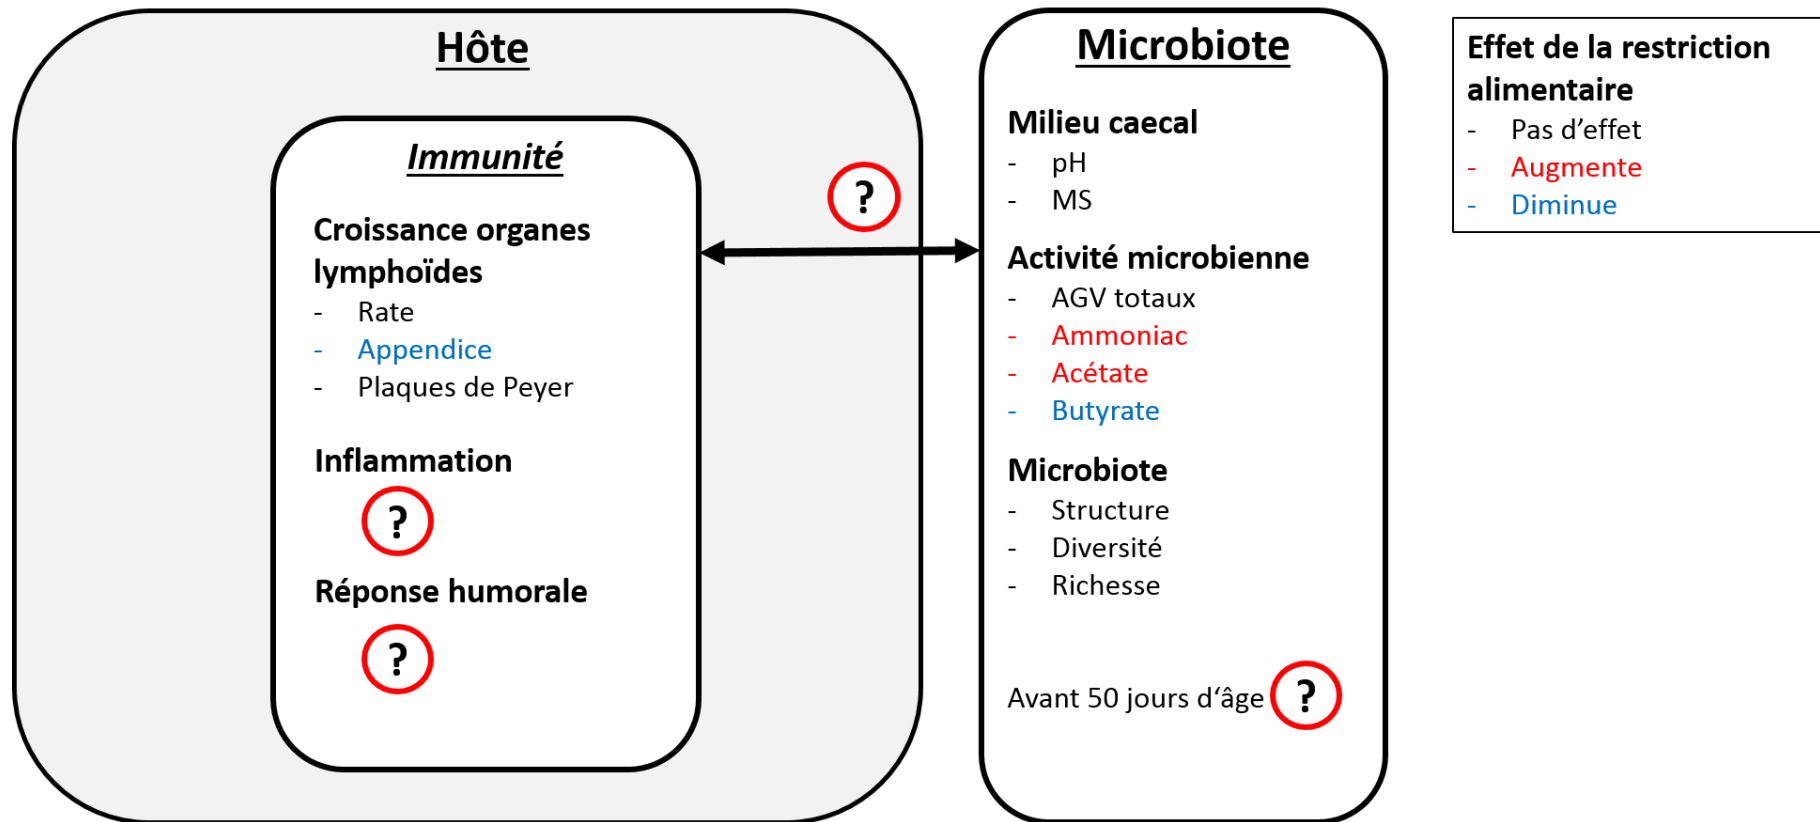 Hôte
Immunité
Croissance organes
lymphoïdes
- Rate
- Appendice
- Plaques de Peyer
Inflammation
?
Réponse humorale
?
?
Microbiote
Milieu caecal
- pH
- MS
Activité microbienne
- AGV totaux
- Ammoniac
- Acétate
- Butyrate
Microbiote
- Structure
- Diversité
- Richesse
Avant 50 jours d‘âge ?
Effet de la restriction
alimentaire
- Pas d’effet
- Augmente
- Diminue